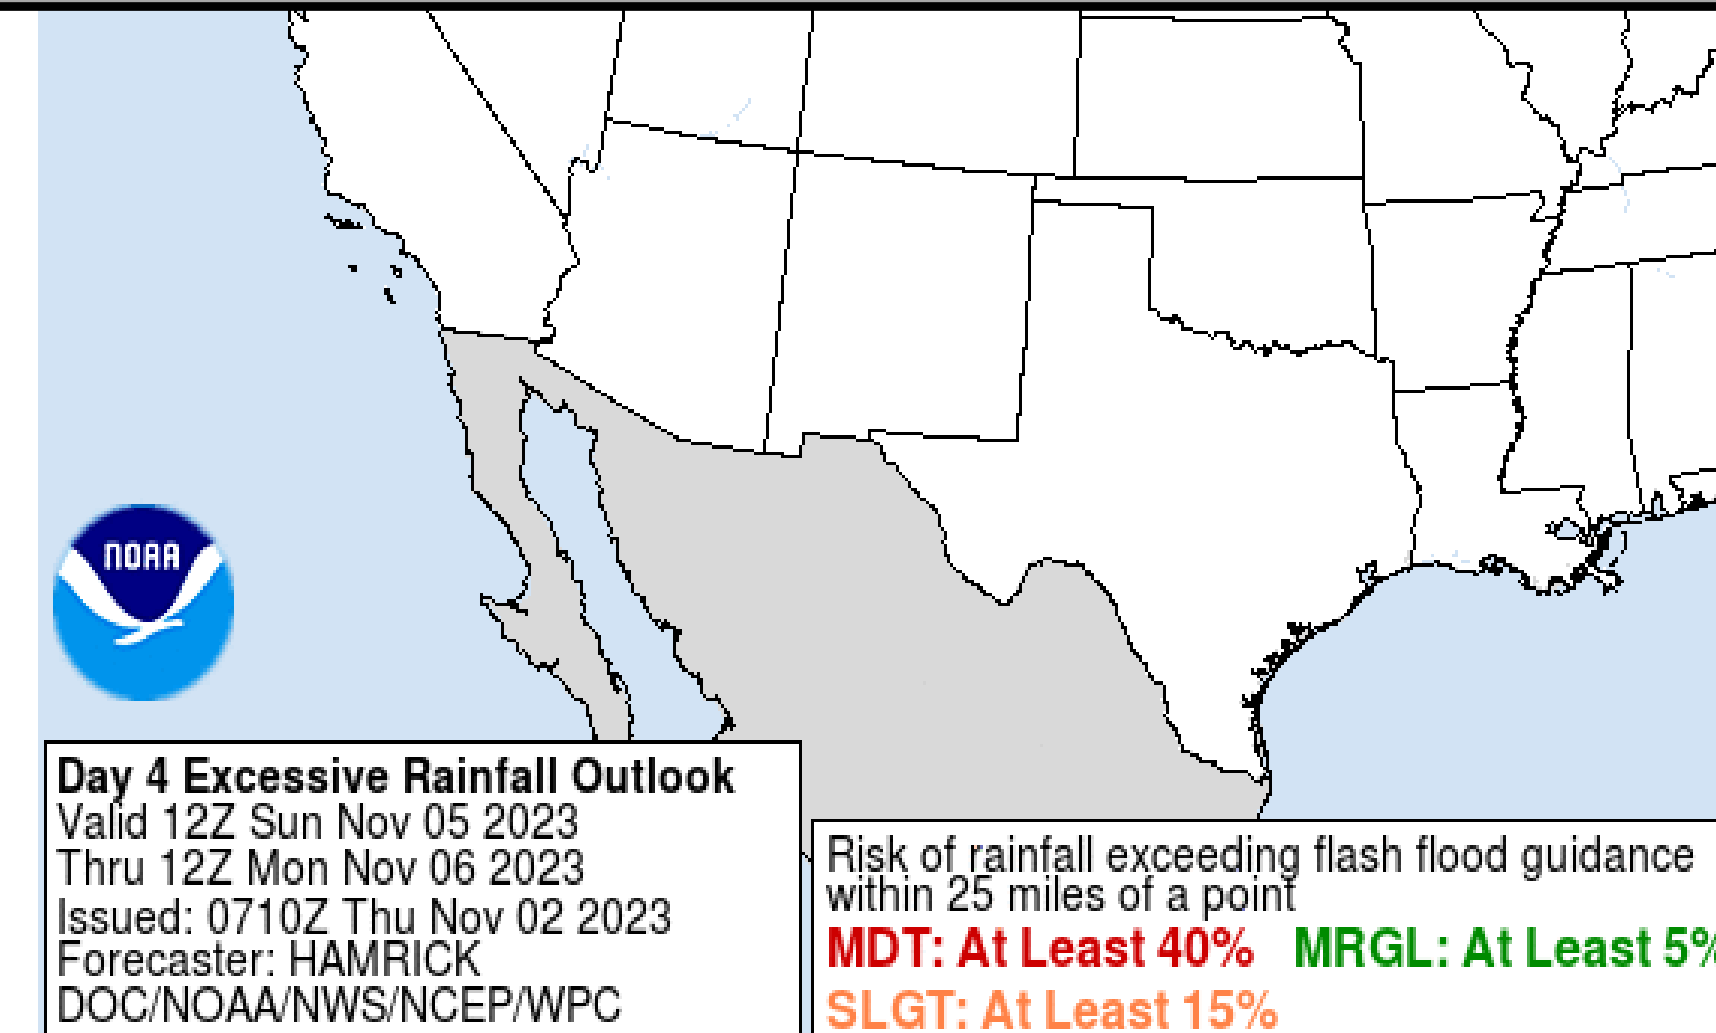 NOAA
Day 4 Excessive Rainfall Outlook
Valid 12Z Sun Nov 05 2023
Thru 12Z Mon Nov 06 2023
Issued: 0710Z Thu Nov 02 2023
Forecaster: HAMRICK
DOC/NOAA/NWS/NCEP/WPC
Risk of rainfall exceeding flash flood guidance
within 25 miles of a point
MDT: At Least 40% MRGL: At Least 5%
SLGT: At Least 15%